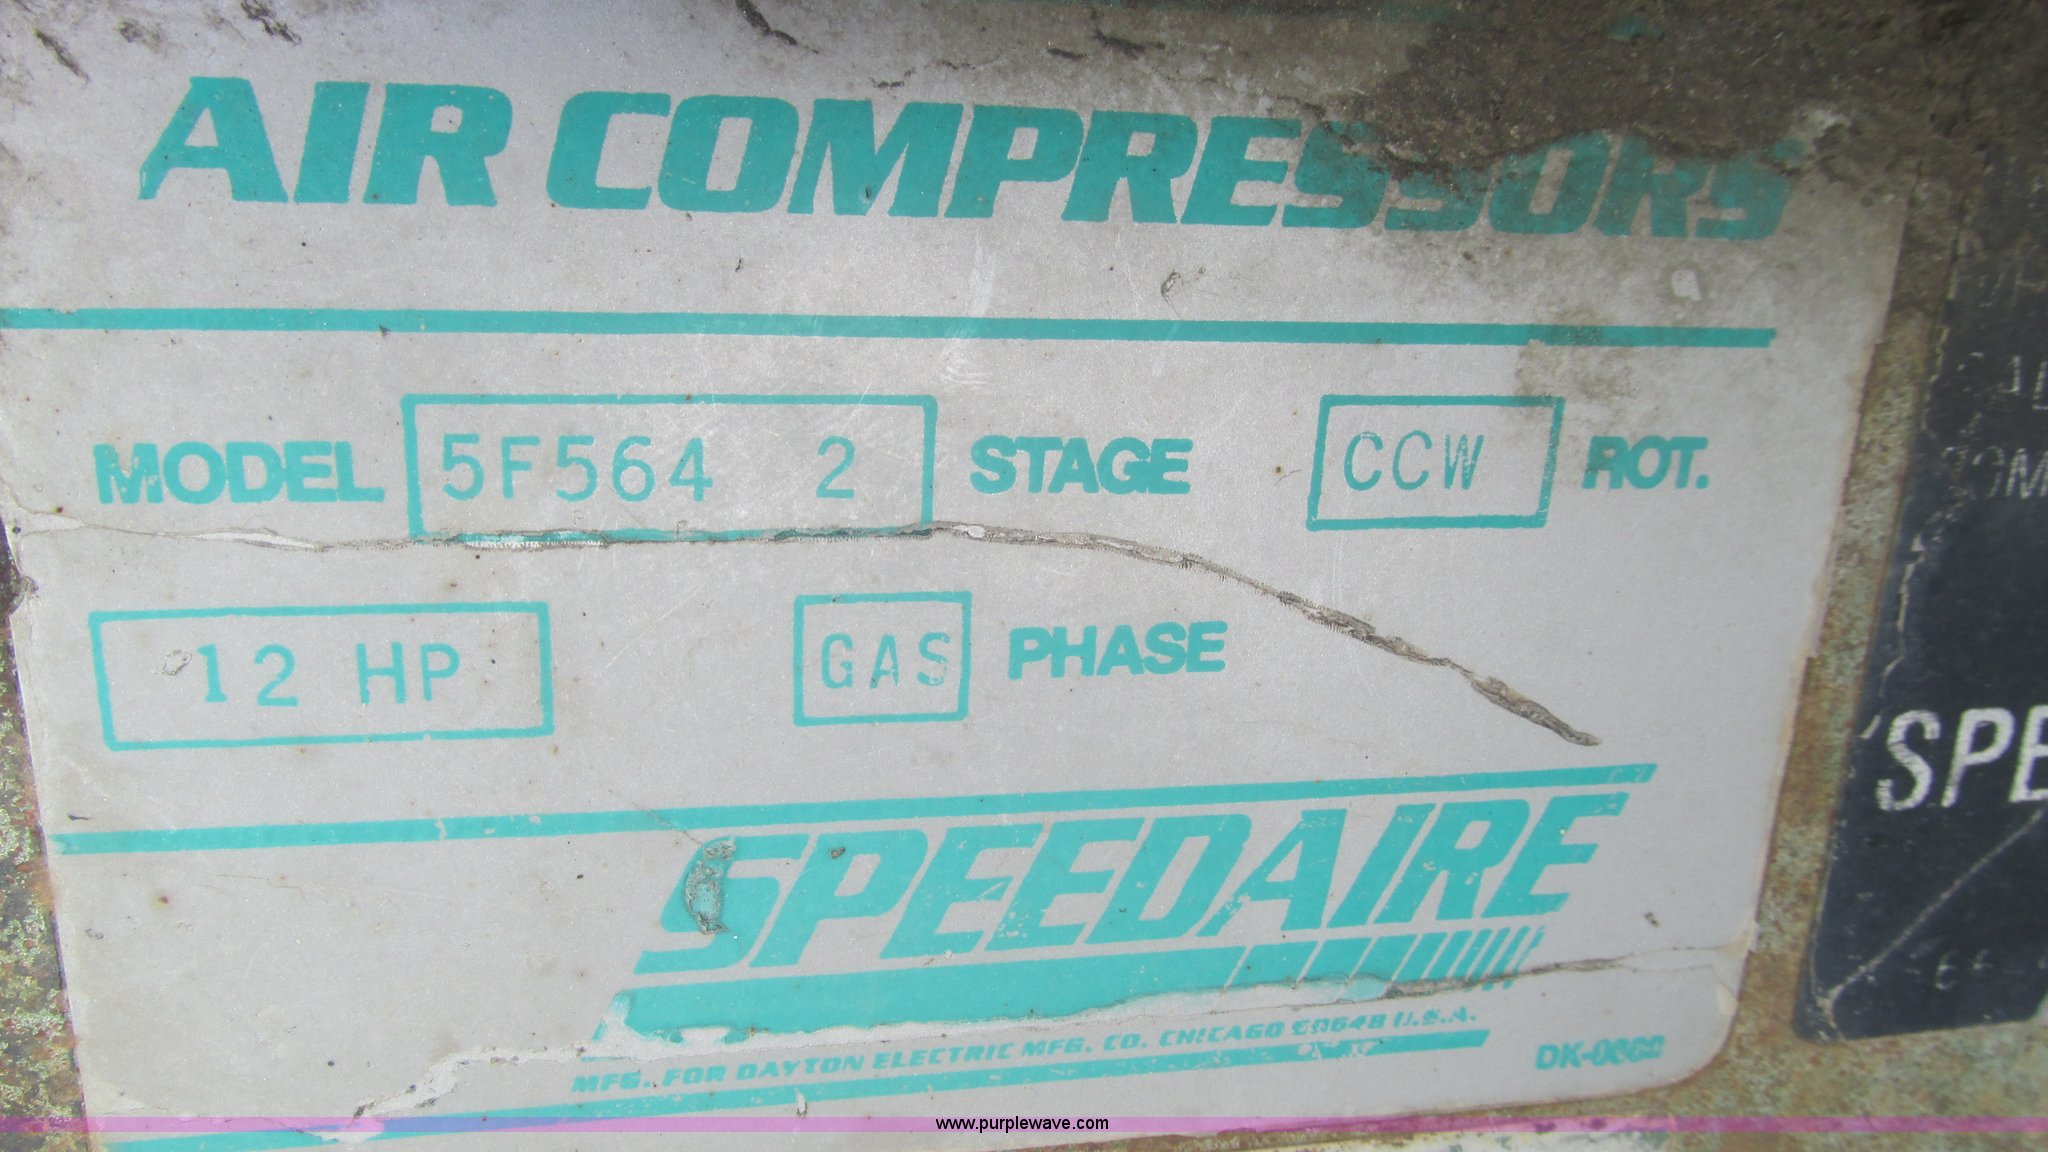 AIR COMPRESSORS
MODEL 5F564 2 STAGE CCW ROT.
12 HP GAS PHASE
SPEEDAIRE
MFG. FOR DAYTON ELECTRIC MFG. CO. CHICAGO 60648 U.S.A.
SPE
www.purplewave.com